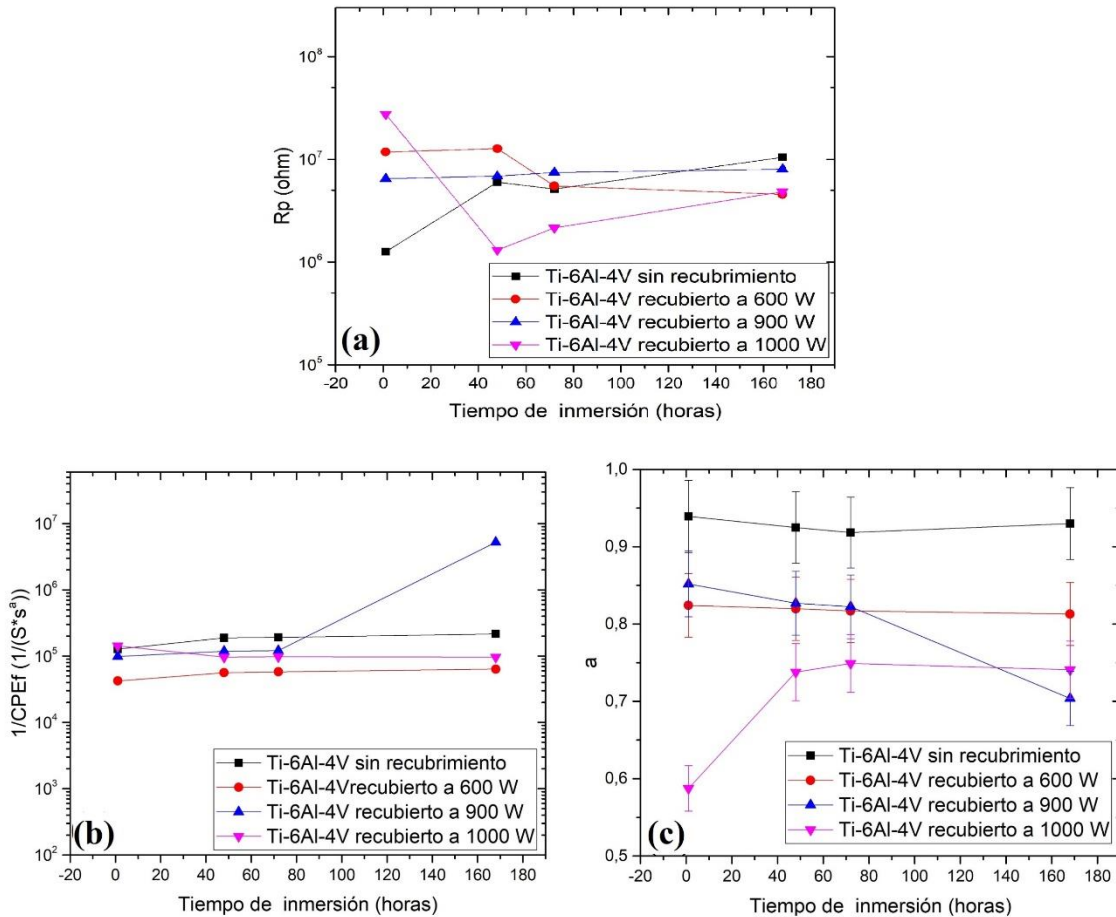 10⁸
10⁷
10⁶
10⁵
Rp (ohm)
(a)
Ti-6Al-4V sin recubrimiento
Ti-6Al-4V recubierto a 600 W
Ti-6Al-4V recubierto a 900 W
Ti-6Al-4V recubierto a 1000 W
-20 0 20 40 60 80 100 120 140 160 180
Tiempo de inmersión (horas)
10⁷
10⁶
10⁵
10⁴
10³
10²
1/CPEf (1/(S*sᵃ))
(b)
Ti-6Al-4V sin recubrimiento
Ti-6Al-4Vrecubierto a 600 W
Ti-6Al-4V recubierto a 900 W
Ti-6Al-4V recubierto a 1000 W
-20 0 20 40 60 80 100 120 140 160 180
Tiempo de inmersión (horas)
1,0
0,9
0,8
0,7
0,6
0,5
a
(c)
Ti-6Al-4V sin recubrimiento
Ti-6Al-4V recubierto a 600 W
Ti-6Al-4V recubierto a 900 W
Ti-6Al-4V recubierto a 1000 W
-20 0 20 40 60 80 100 120 140 160 180
Tiempo de inmersión (horas)